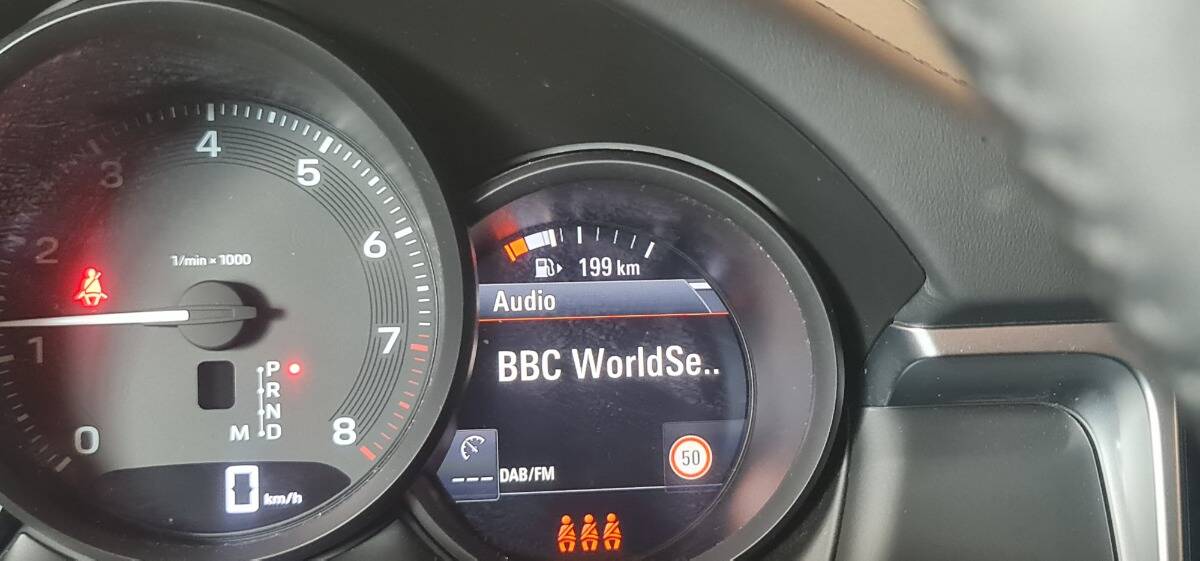 4
3
5
2
6
1/min × 1000
1
7
P
R
N
M D
0
8
0 km/h
199 km
Audio
BBC WorldSe..
50
--- DAB/FM